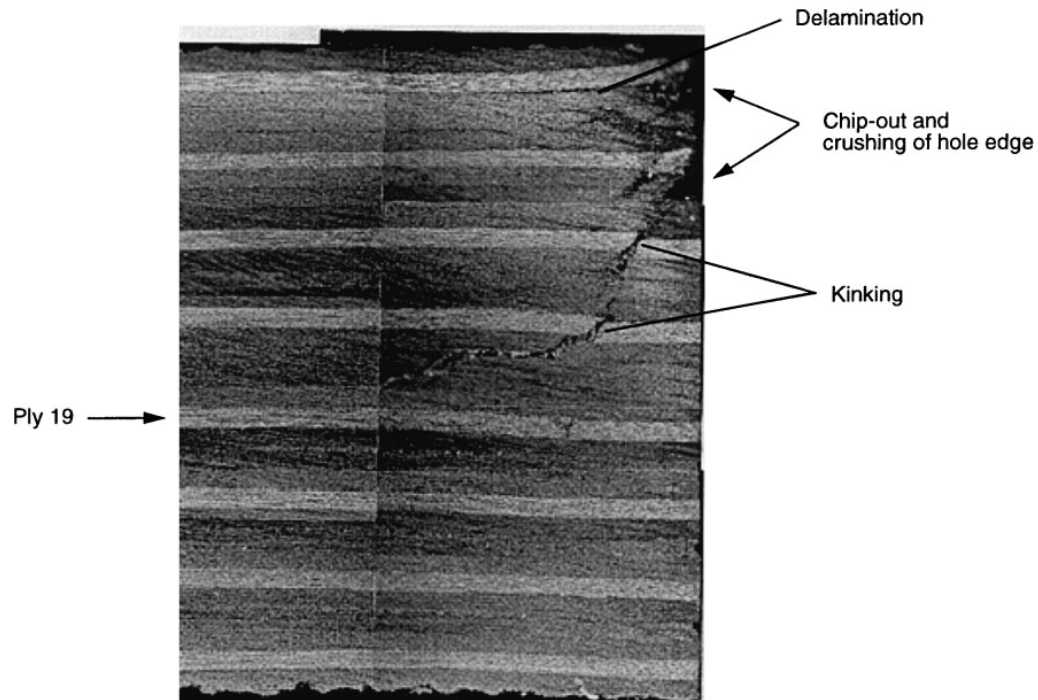 Delamination
Chip-out and
crushing of hole edge
Kinking
Ply 19